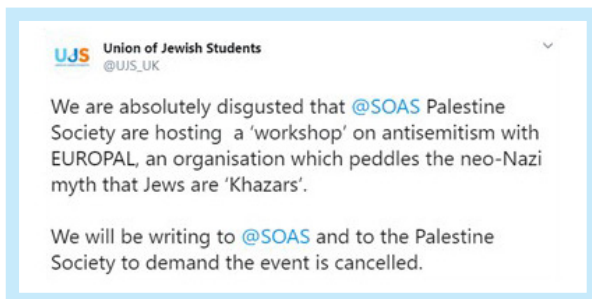 UJS
Union of Jewish Students
@UJS_UK
We are absolutely disgusted that @SOAS Palestine
Society are hosting a ‘workshop’ on antisemitism with
EUROPAL, an organisation which peddles the neo-Nazi
myth that Jews are ‘Khazars’.
We will be writing to @SOAS and to the Palestine
Society to demand the event is cancelled.